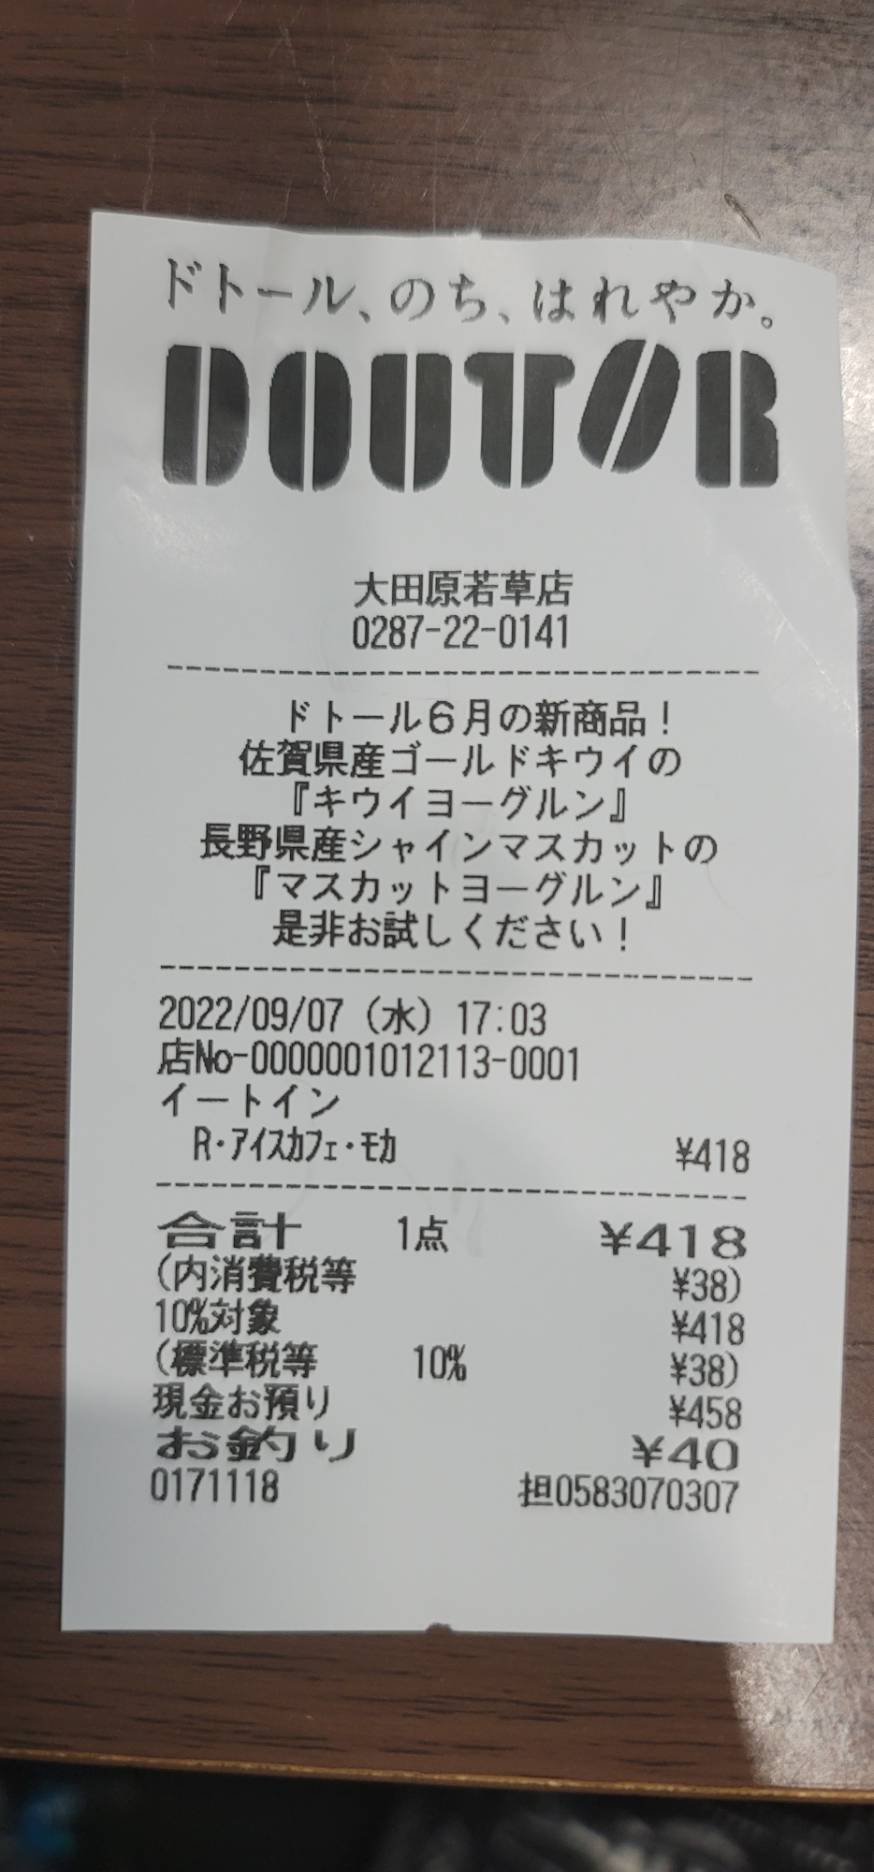 ドトール、のち、はれやか。
DOUTOR
大田原若草店
0287-22-0141
ドトール６月の新商品！
佐賀県産ゴールドキウイの
『キウイヨーグルン』
長野県産シャインマスカットの
『マスカットヨーグルン』
是非お試しください！
2022/09/07（水）17:03
店No-0000001012113-0001
イートイン
R・ｱｲｽｶﾌｪ・ﾓｶ ¥418
合計 1点 ¥418
(内消費税等 ¥38)
10%対象 ¥418
(標準税等 10% ¥38)
現金お預り ¥458
お釣り ¥40
0171118 担0583070307